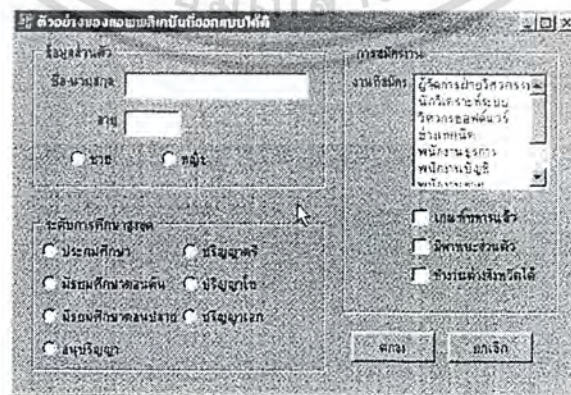 ตัวอย่างของแอพพลิเคชันที่ออกแบบได้ดี
ข้อมูลส่วนตัว
ชื่อ-นามสกุล
อายุ
ชาย
หญิง
ระดับการศึกษาสูงสุด
ประถมศึกษา
ปริญญาตรี
มัธยมศึกษาตอนต้น
ปริญญาโท
มัธยมศึกษาตอนปลาย
ปริญญาเอก
อนุปริญญา
การสมัครงาน
งานที่สมัคร
ผู้จัดการฝ่ายวิศวกรรม
นักวิเคราะห์ระบบ
วิศวกรซอฟต์แวร์
ช่างเทคนิค
พนักงานธุรการ
พนักงานบัญชี
พนักงานขาย
เกณฑ์ทหารแล้ว
มีพาหนะส่วนตัว
ทำงานต่างจังหวัดได้
ตกลง
ยกเลิก